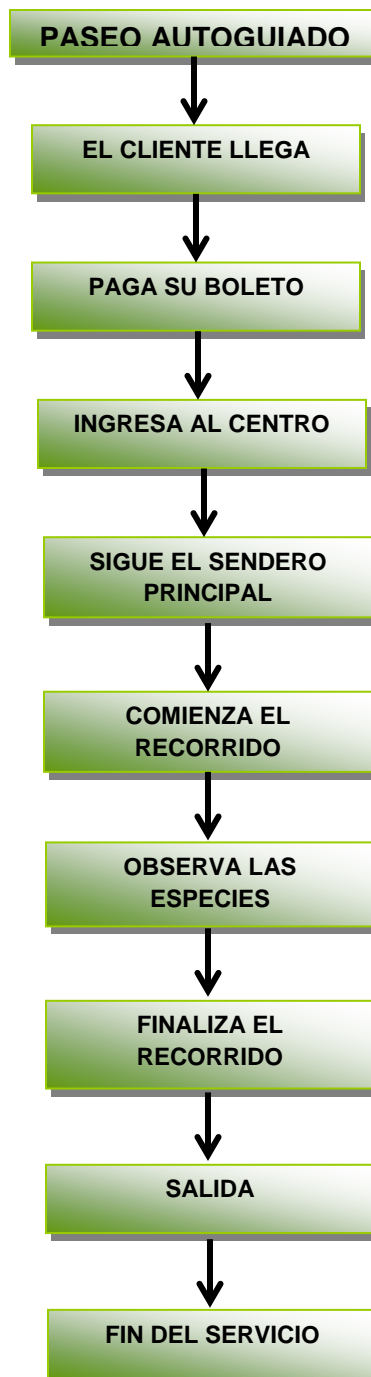 PASEO AUTOGUIADO
EL CLIENTE LLEGA
PAGA SU BOLETO
INGRESA AL CENTRO
SIGUE EL SENDERO
PRINCIPAL
COMIENZA EL
RECORRIDO
OBSERVA LAS
ESPECIES
FINALIZA EL
RECORRIDO
SALIDA
FIN DEL SERVICIO